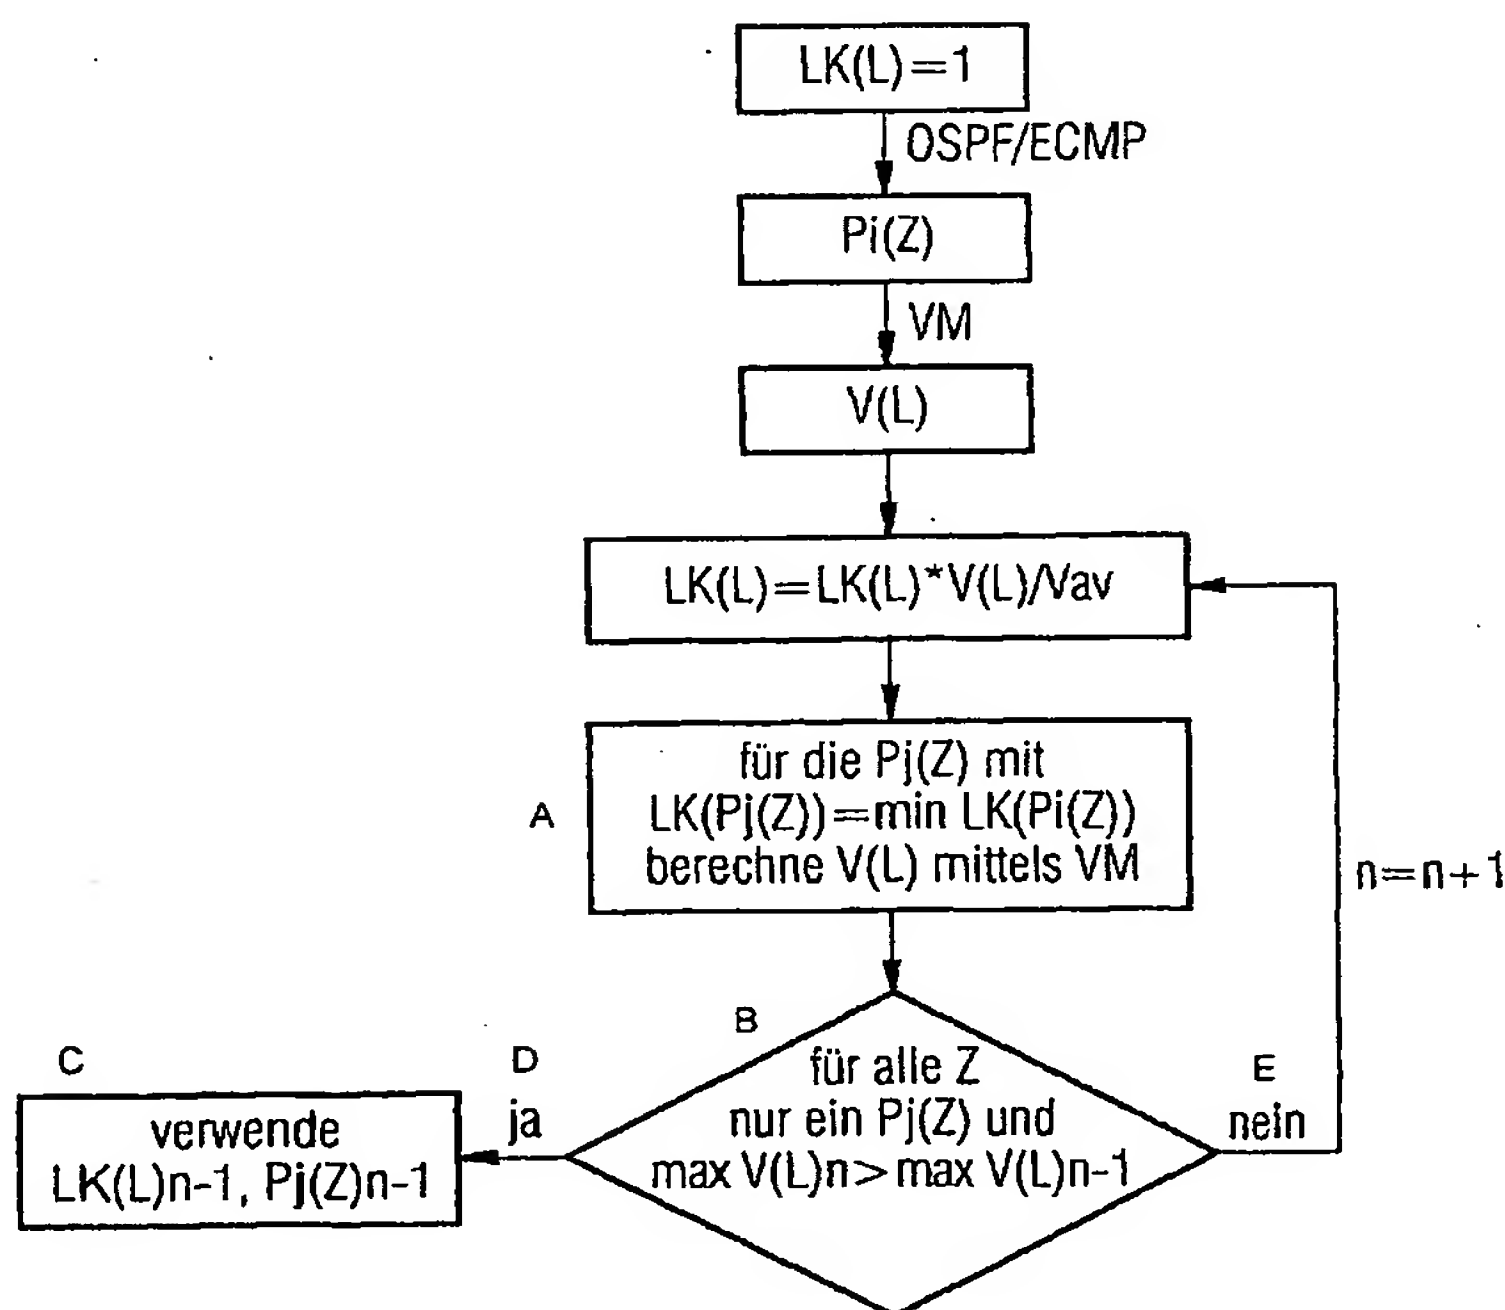 LK(L)=1
OSPF/ECMP
Pi(Z)
VM
V(L)
LK(L)=LK(L)*V(L)/Vav
für die Pj(Z) mit
A
LK(Pj(Z))=min LK(Pi(Z))
berechne V(L) mittels VM
n=n+1
B
C
D
E
für alle Z
ja
nein
nur ein Pj(Z) und
max V(L)n>max V(L)n-1
verwende
LK(L)n-1, Pj(Z)n-1